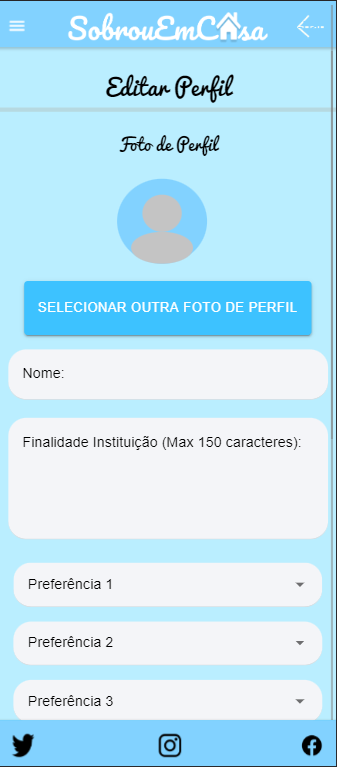 SobrouEmCasa
Editar Perfil
Foto de Perfil
SELECIONAR OUTRA FOTO DE PERFIL
Nome:
Finalidade Instituição (Max 150 caracteres):
Preferência 1
Preferência 2
Preferência 3